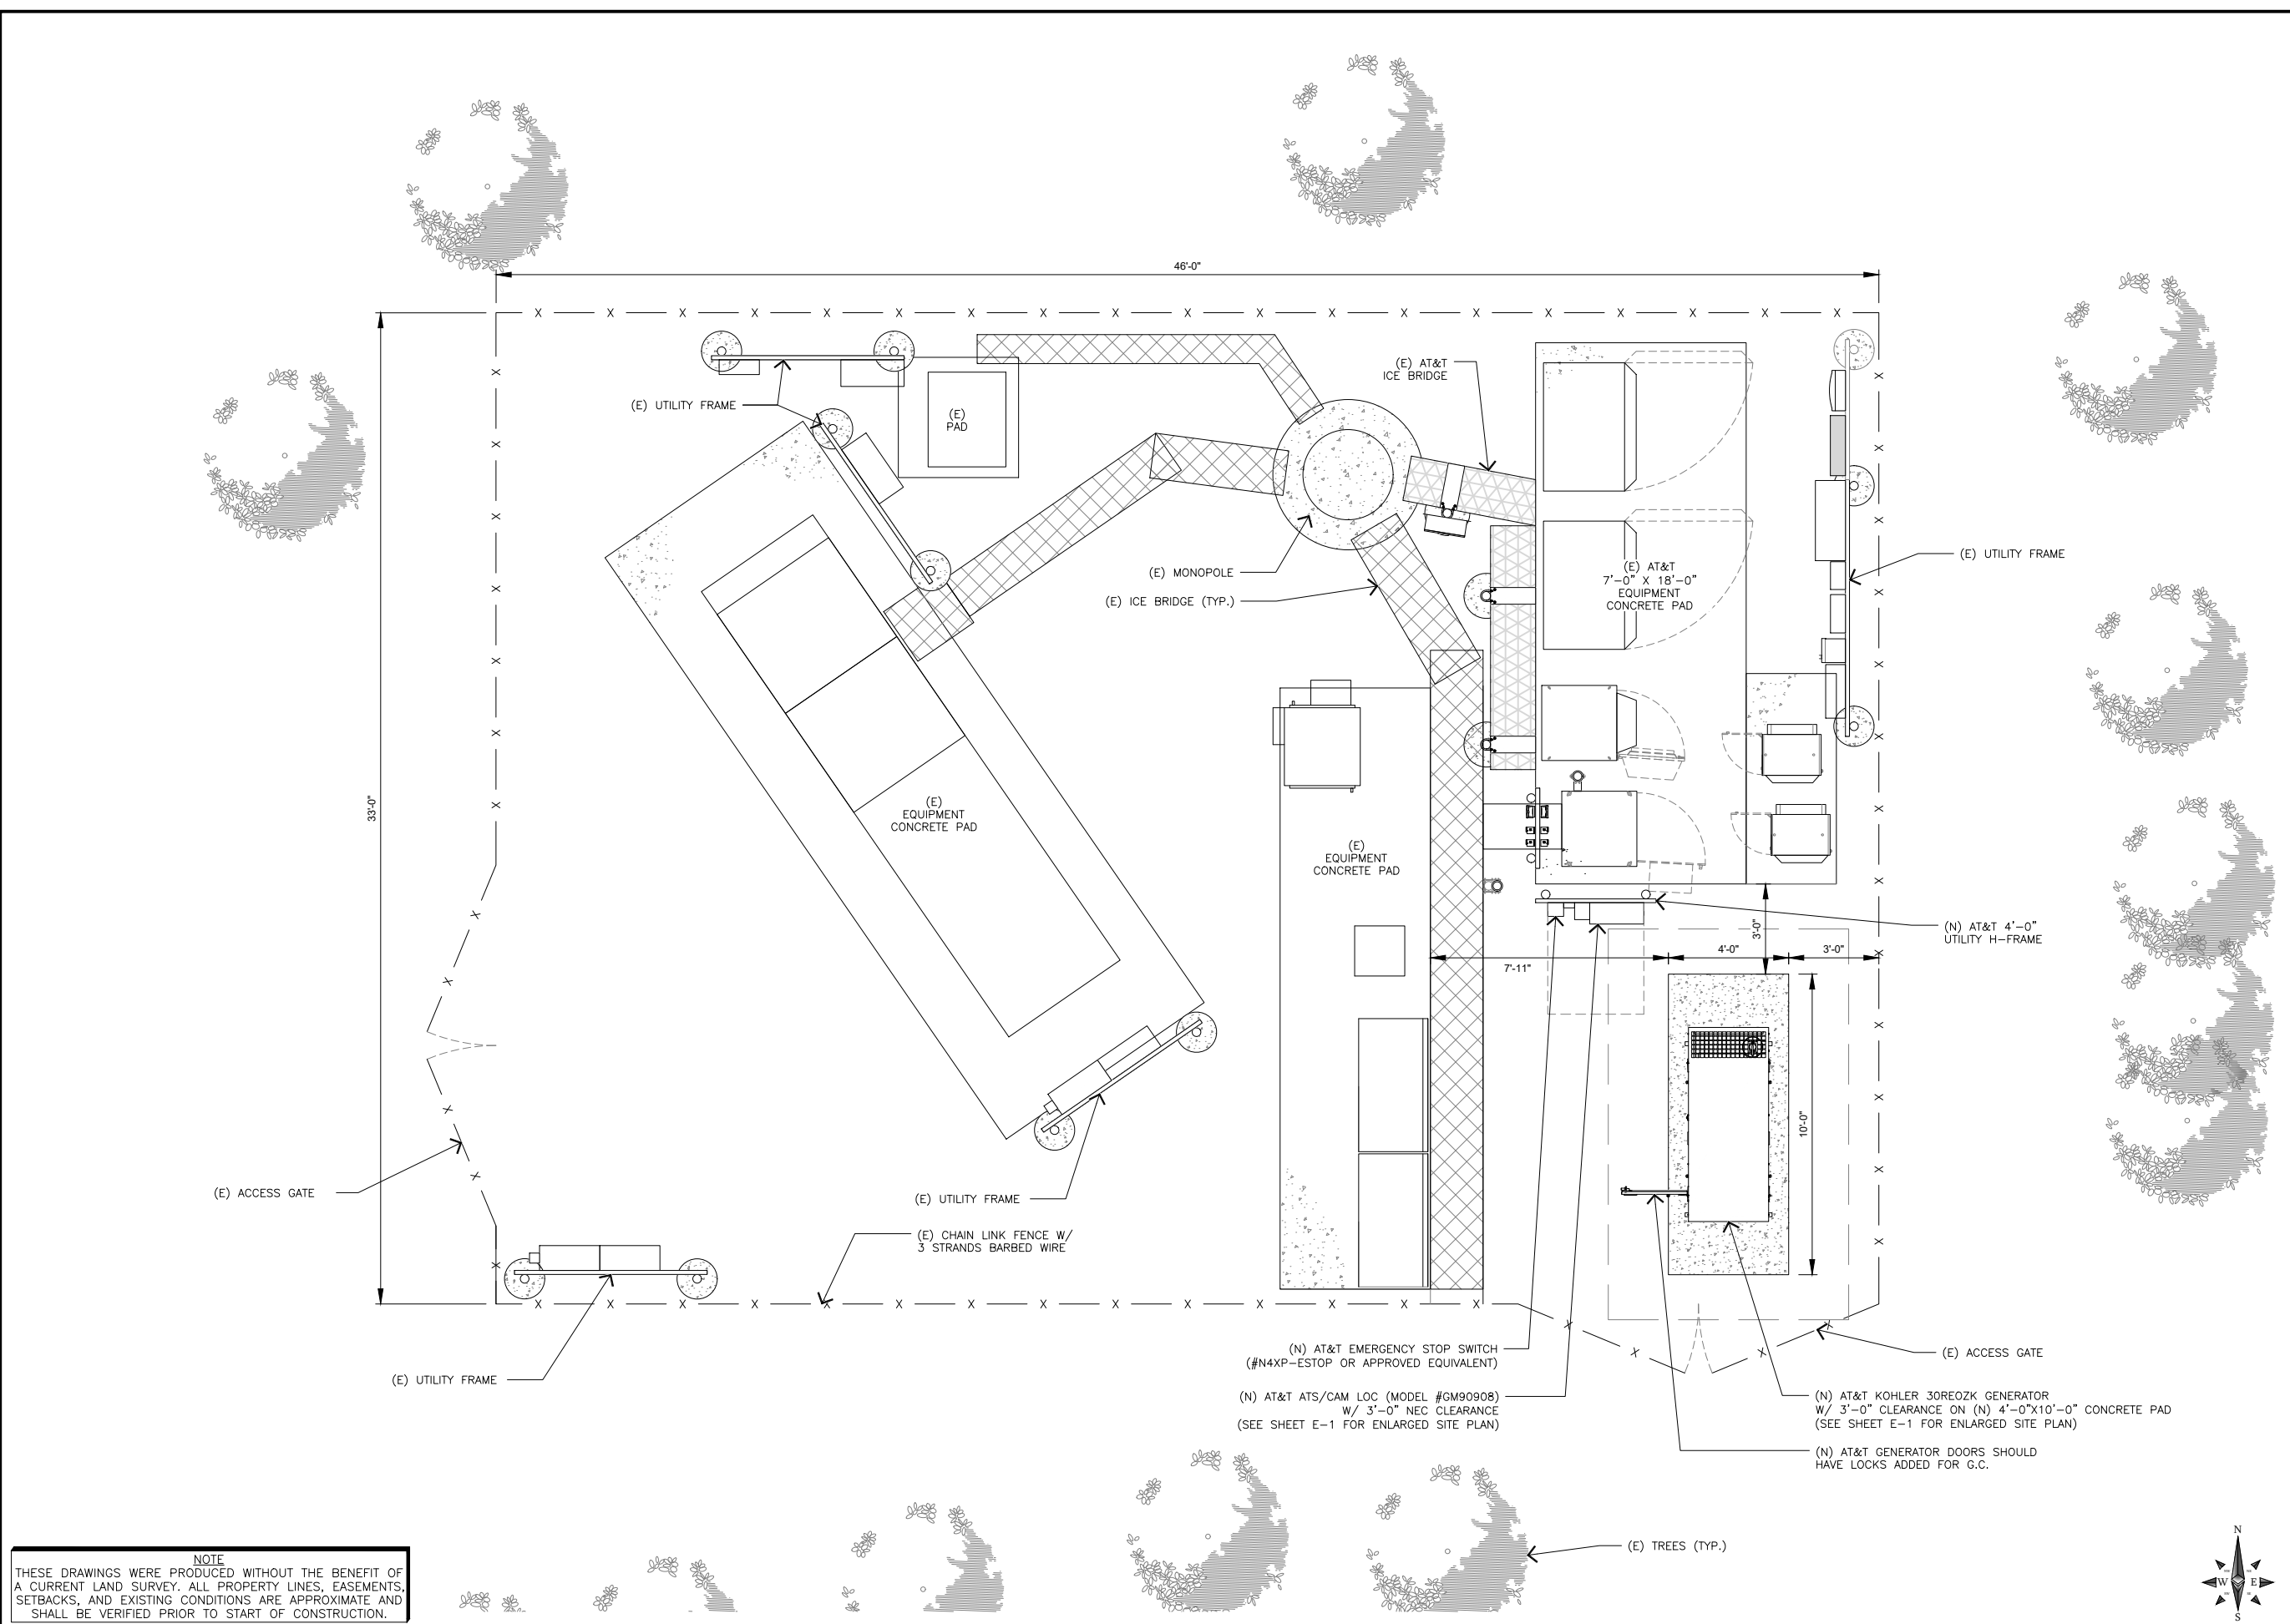 46'-0"
(E) AT&T
ICE BRIDGE
(E) UTILITY FRAME
(E)
PAD
(E) UTILITY FRAME
(E) MONOPOLE
(E) AT&T
7'-0" X 18'-0"
EQUIPMENT
CONCRETE PAD
(E) ICE BRIDGE (TYP.)
33'-0"
(E)
EQUIPMENT
CONCRETE PAD
(E)
EQUIPMENT
CONCRETE PAD
(N) AT&T 4'-0"
UTILITY H-FRAME
3'-0"
4'-0"
3'-0"
7'-11"
10'-0"
(E) ACCESS GATE
(E) UTILITY FRAME
(E) CHAIN LINK FENCE W/
3 STRANDS BARBED WIRE
(E) UTILITY FRAME
(N) AT&T EMERGENCY STOP SWITCH
(#N4XP-ESTOP OR APPROVED EQUIVALENT)
(E) ACCESS GATE
(N) AT&T ATS/CAM LOC (MODEL #GM90908)
W/ 3'-0" NEC CLEARANCE
(SEE SHEET E-1 FOR ENLARGED SITE PLAN)
(N) AT&T KOHLER 30REOZK GENERATOR
W/ 3'-0" CLEARANCE ON (N) 4'-0"X10'-0" CONCRETE PAD
(SEE SHEET E-1 FOR ENLARGED SITE PLAN)
(N) AT&T GENERATOR DOORS SHOULD
HAVE LOCKS ADDED FOR G.C.
(E) TREES (TYP.)
NOTE
THESE DRAWINGS WERE PRODUCED WITHOUT THE BENEFIT OF
A CURRENT LAND SURVEY. ALL PROPERTY LINES, EASEMENTS,
SETBACKS, AND EXISTING CONDITIONS ARE APPROXIMATE AND
SHALL BE VERIFIED PRIOR TO START OF CONSTRUCTION.
N
W E
S